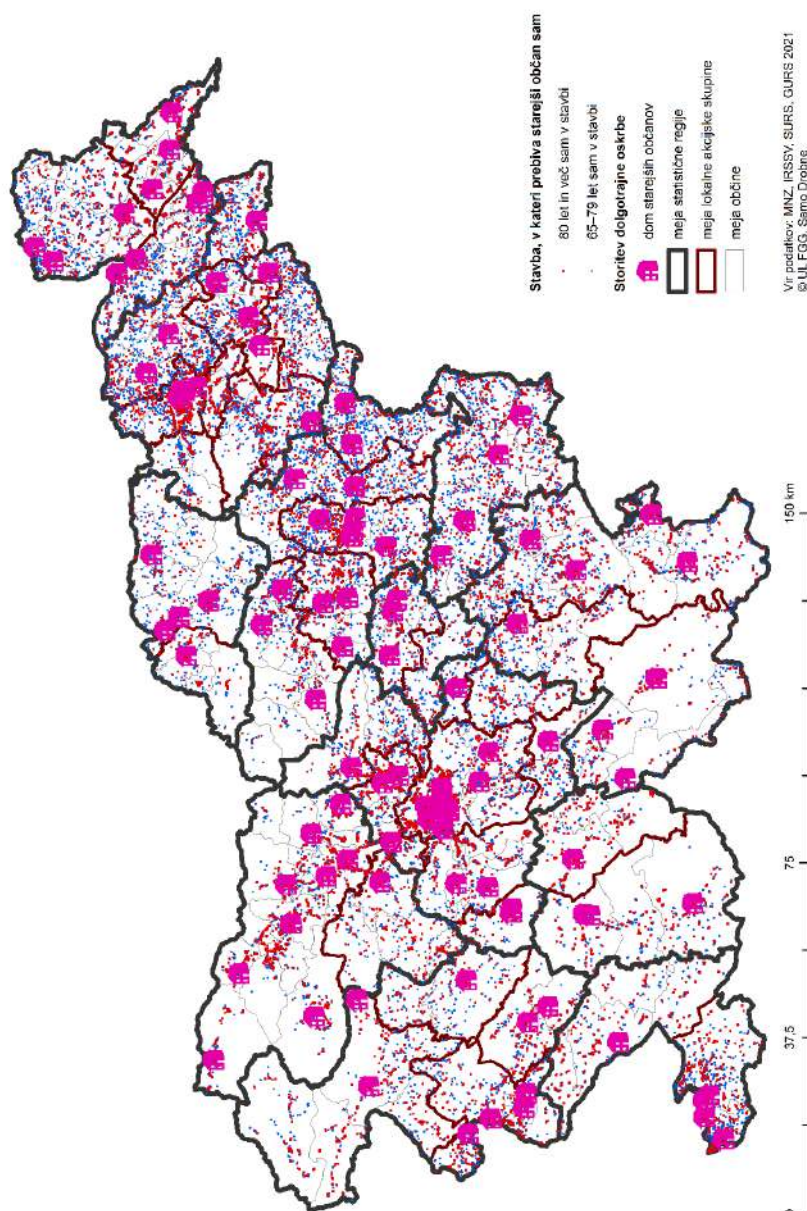 Stavba, v kateri prebiva starejši občan sam
80 let in več sam v stavbi
65–79 let sam v stavbi
Storitev dolgotrajne oskrbe
dom starejših občanov
meja statistične regije
meja lokalne akcijske skupine
meja občine
Vir podatkov: MNZ, IRSSV, SURS, GURS 2021
© UL FGG, Samo Drobne
37,5
75
150 km